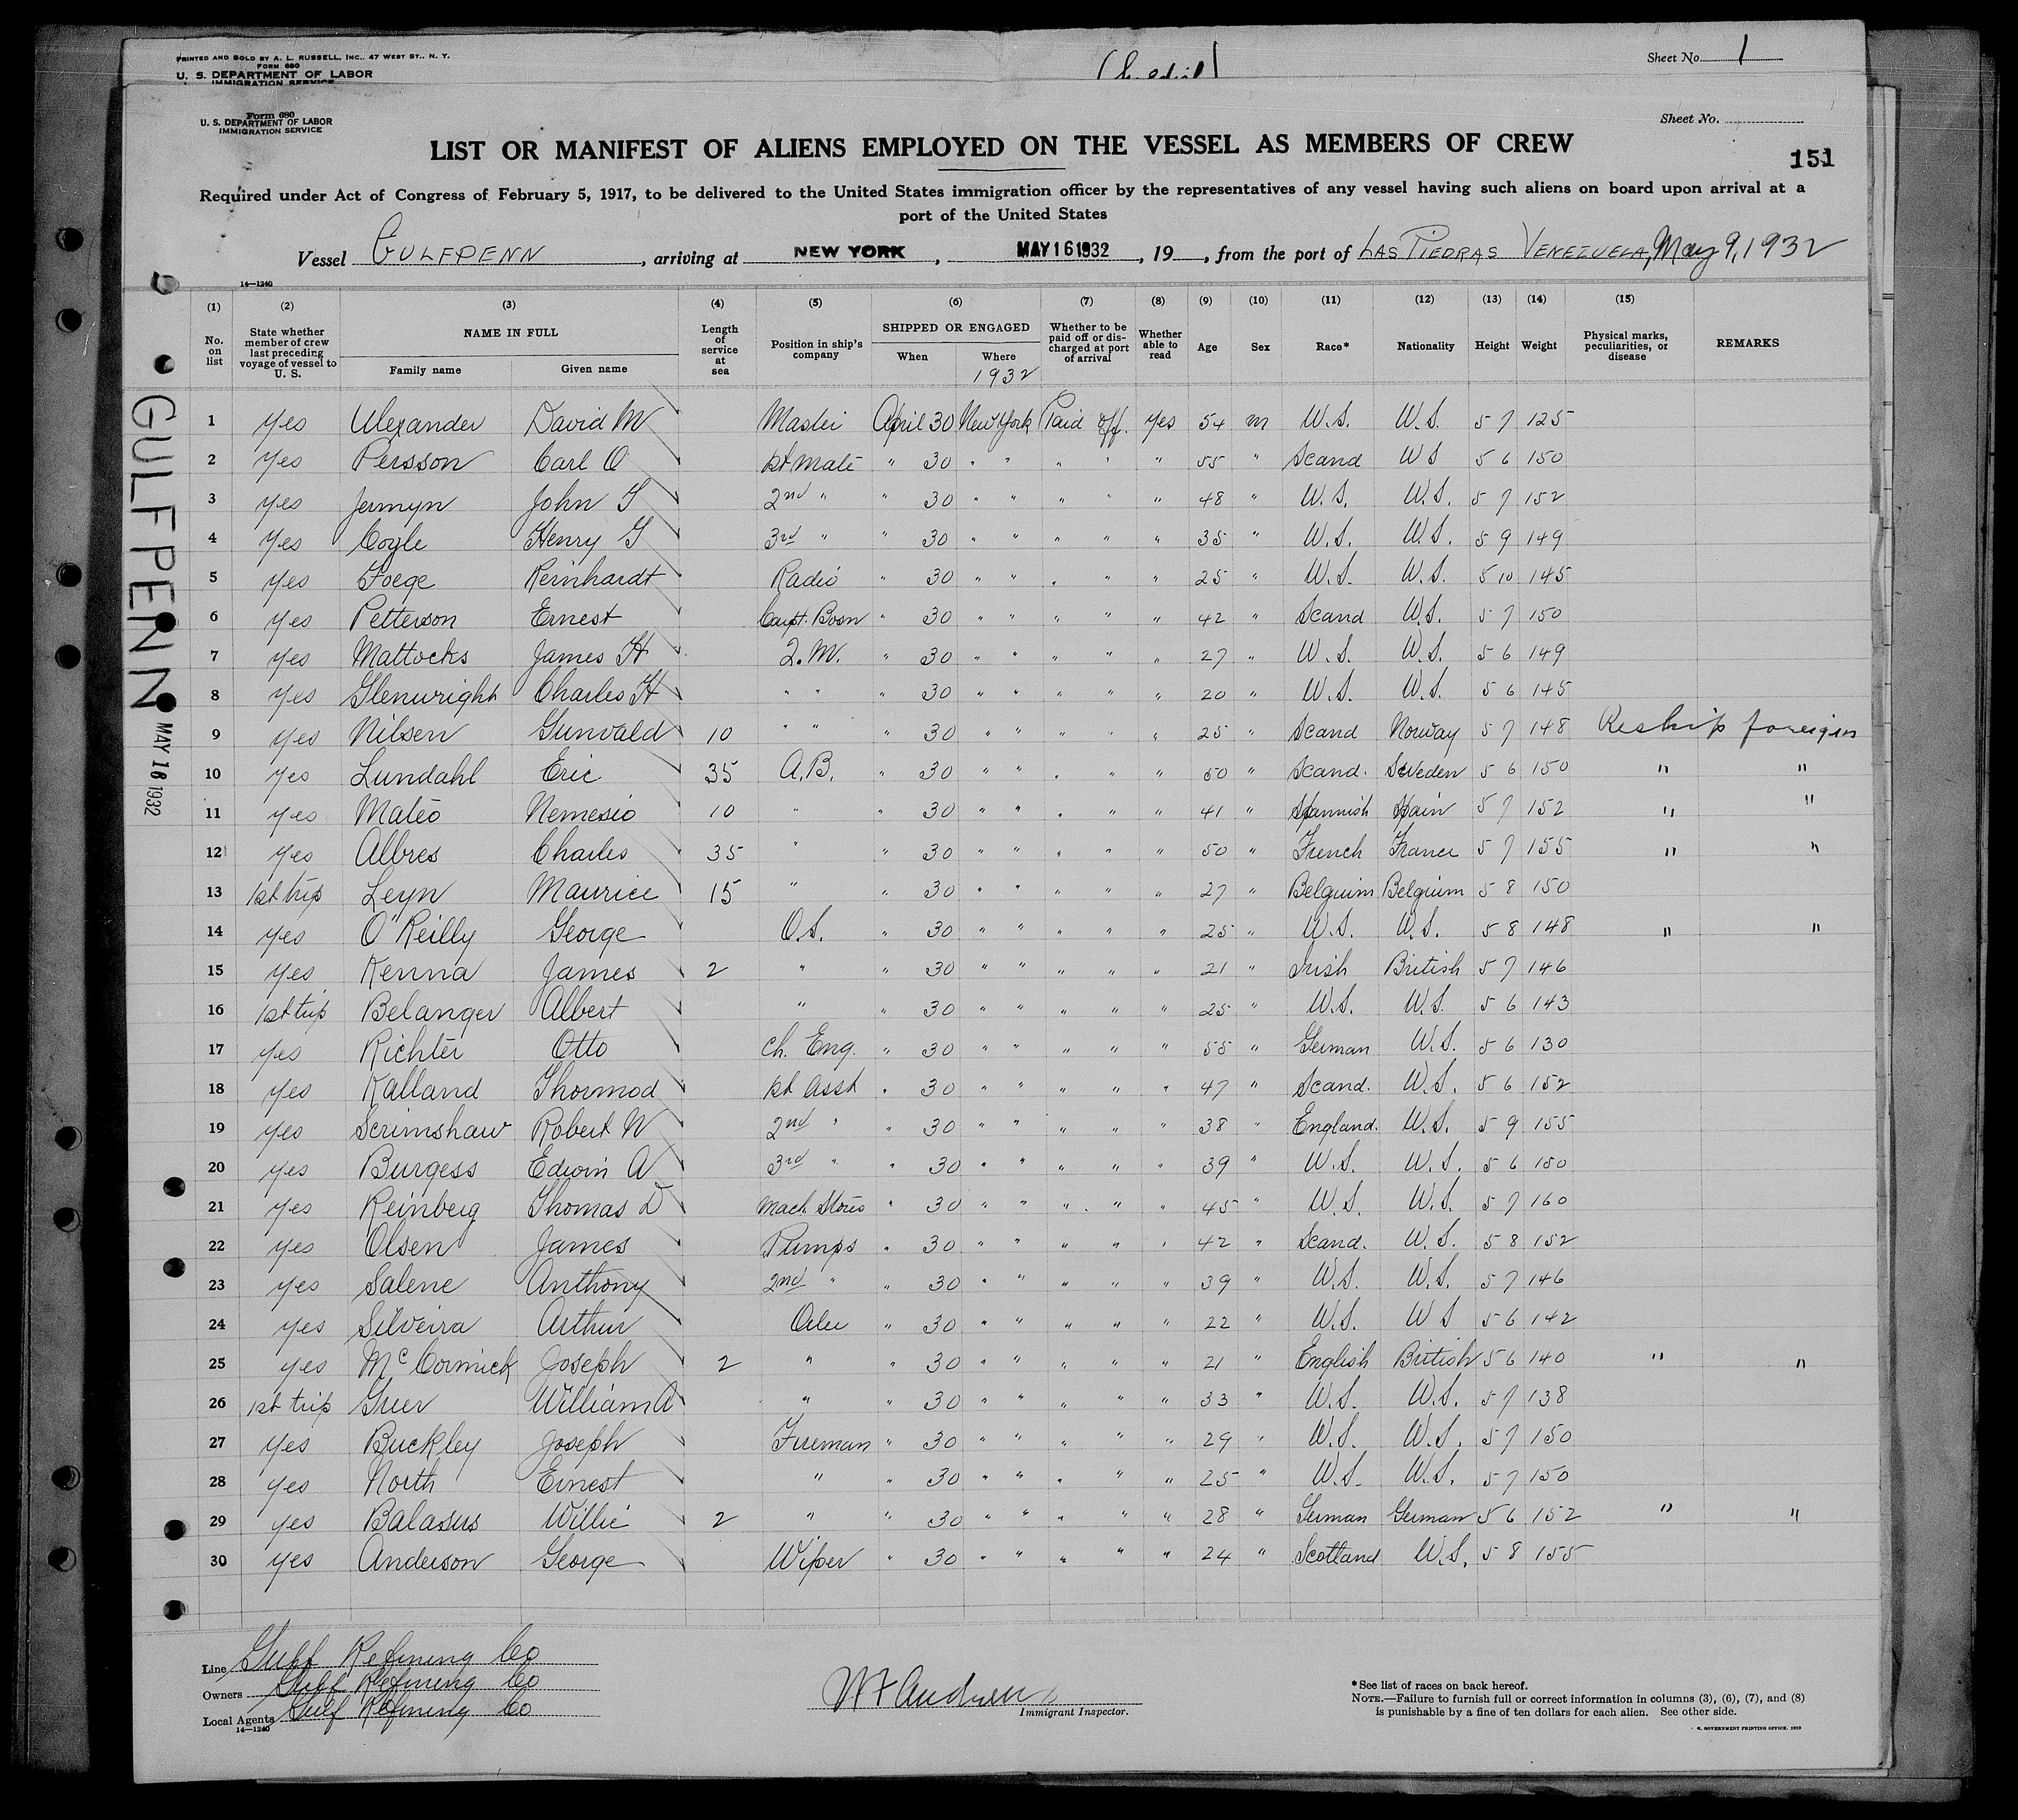 PRINTED AND SOLD BY A. L. RUSSELL, INC., 47 WEST ST., N. Y.
FORM 680
U. S. DEPARTMENT OF LABOR
IMMIGRATION SERVICE
Sheet No. 1
Form 680
U. S. DEPARTMENT OF LABOR
IMMIGRATION SERVICE
Sheet No.
LIST OR MANIFEST OF ALIENS EMPLOYED ON THE VESSEL AS MEMBERS OF CREW
151
Required under Act of Congress of February 5, 1917, to be delivered to the United States immigration officer by the representatives of any vessel having such aliens on board upon arrival at a
port of the United States
Vessel GULFPENN, arriving at NEW YORK, MAY 16 1932, 19 , from the port of LAS PIEDRAS VENEZUELA, May 9, 1932
14—1240
(1) (2) (3) (4) (5) (6) (7) (8) (9) (10) (11) (12) (13) (14) (15)
No. on list
State whether member of crew last preceding voyage of vessel to U. S.
NAME IN FULL
Family name Given name
Length of service at sea
Position in ship's company
SHIPPED OR ENGAGED
When Where
1932
Whether to be paid off or discharged at port of arrival
Whether able to read
Age Sex Race* Nationality Height Weight
Physical marks, peculiarities, or disease
REMARKS
1 Yes Alexander David M Master April 30 New York Paid off. Yes 54 m U.S. U.S. 5 7 125
2 Yes Persson Carl O 1st Mate " 30 " " " " " 55 " Scand U S 5 6 150
3 Yes Jermyn John T 2nd " " 30 " " " " " 48 " U.S. U.S. 5 7 152
4 Yes Coyle Henry G 3rd " " 30 " " " " " 35 " U.S. U.S. 5 9 149
5 Yes Foege Reinhardt Radio " 30 " " " " " 25 " U.S. U.S. 5 10 145
6 Yes Petterson Ernest Carpt. Bosn " 30 " " " " " 42 " Scand U.S. 5 7 150
7 Yes Mattocks James H Q.M. " 30 " " " " " 27 " U.S. U.S. 5 6 149
8 Yes Glenwright Charles H " " " 30 " " " " " 20 " U.S. U.S. 5 6 145
9 Yes Nilsen Gunvald 10 " " " 30 " " " " " 25 " Scand Norway 5 7 148 Reship foreign
10 Yes Lundahl Eric 35 A.B. " 30 " " " " " 50 " Scand. Sweden 5 6 150 " "
11 Yes Mateo Nemesio 10 " " 30 " " " " " 41 " Spannish Spain 5 7 152 " "
12 Yes Albres Charles 35 " " 30 " " " " " 50 " French France 5 7 155 " "
13 1st trip Leyn Maurice 15 " " 30 " " " " " 27 " Belguim Belguim 5 8 150
14 Yes O'Reilly George O.S. " 30 " " " " " 25 " U.S. U.S. 5 8 148 " "
15 Yes Kenna James 2 " " 30 " " " " " 21 " Irish British 5 7 146
16 1st trip Belanger Albert " " 30 " " " " " 25 " U.S. U.S. 5 6 143
17 Yes Richter Otto Ch. Eng. " 30 " " " " " 55 " German U.S. 5 6 130
18 Yes Kalland Thormod 1st Asst " 30 " " " " " 47 " Scand. U.S. 5 6 152
19 Yes Scrimshaw Robert W 2nd " " 30 " " " " " 38 " England. U.S. 5 9 155
20 Yes Burgess Edwin A 3rd " " 30 " " " " " 39 " U.S. U.S. 5 6 150
21 Yes Reinberg Thomas D Mach. Stores " 30 " " " " " 45 " U.S. U.S. 5 7 160
22 Yes Olsen James Pumps " 30 " " " " " 42 " Scand. U.S. 5 8 152
23 Yes Salene Anthony 2nd " " 30 " " " " " 39 " U.S. U.S. 5 7 146
24 Yes Silveira Arthur Oiler " 30 " " " " " 22 " U.S. U S 5 6 142
25 Yes McCormick Joseph 2 " " 30 " " " " " 21 " English British 5 6 140 " "
26 1st trip Greer William A " " 30 " " " " " 33 " U.S. U.S. 5 7 138
27 Yes Buckley Joseph Fireman " 30 " " " " " 29 " U.S. U.S. 5 7 150
28 Yes North Ernest " " 30 " " " " " 25 " U.S. U.S. 5 7 150
29 Yes Balasus Willie 2 " " 30 " " " " " 28 " German German 5 6 152 " "
30 Yes Anderson George Wiper " 30 " " " " " 24 " Scotland U.S. 5 8 155
GULFPENN
MAY 16 1932
Line Gulf Refining Co
Owners Gulf Refining Co
Local Agents Gulf Refining Co
14—1240
Immigrant Inspector.
*See list of races on back hereof.
NOTE.—Failure to furnish full or correct information in columns (3), (6), (7), and (8)
is punishable by a fine of ten dollars for each alien. See other side.
GOVERNMENT PRINTING OFFICE. 1929